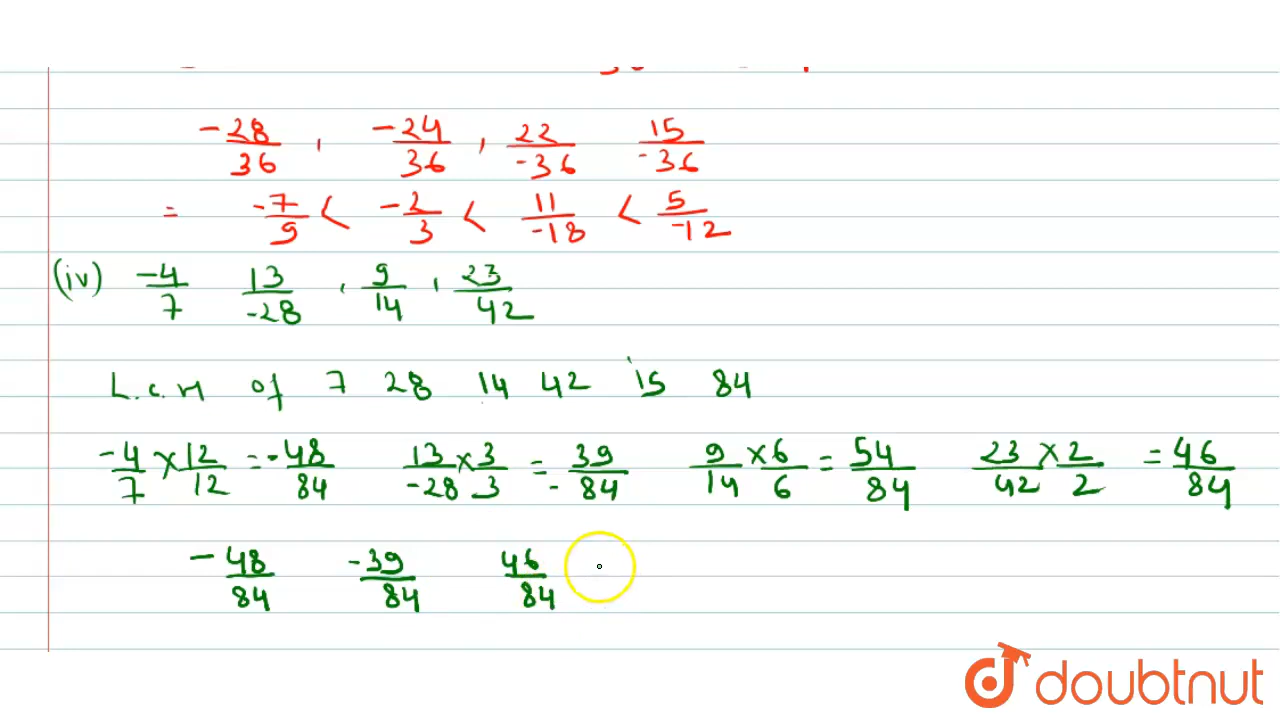 -28/36 , -24/36 , 22/-36 15/-36
= -7/9 < -2/3 < 11/-18 < 5/-12
(iv) -4/7 13/-28 , 9/14 , 23/42
L.C.M of 7 28 14 42 is 84
-4/7 × 12/12 = -48/84 13/-28 × 3/3 = 39/-84 9/14 × 6/6 = 54/84 23/42 × 2/2 = 46/84
-48/84 -39/84 46/84
doubtnut